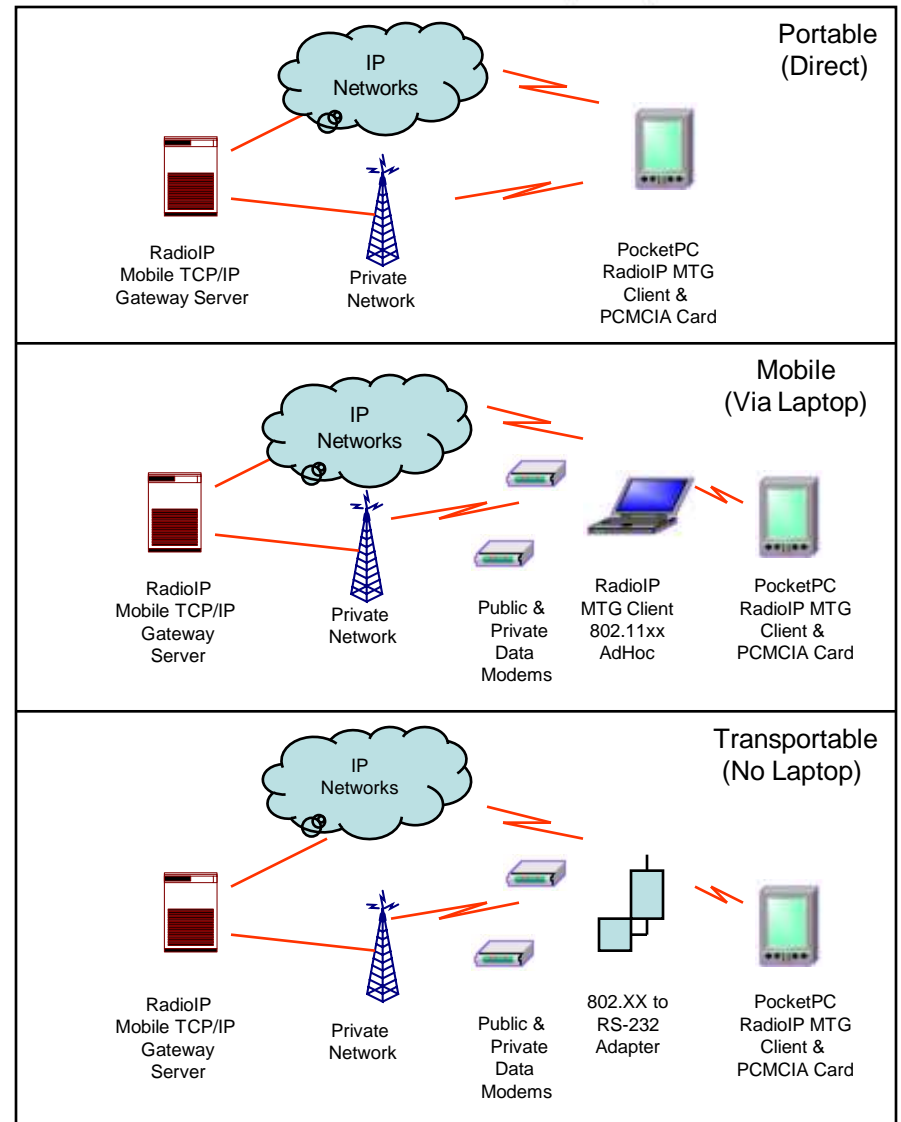 Portable
(Direct)
IP
Networks
RadioIP
Mobile TCP/IP
Gateway Server
Private
Network
PocketPC
RadioIP MTG
Client &
PCMCIA Card
Mobile
(Via Laptop)
IP
Networks
RadioIP
Mobile TCP/IP
Gateway
Server
Private
Network
Public &
Private
Data
Modems
RadioIP
MTG Client
802.11xx
AdHoc
PocketPC
RadioIP MTG
Client &
PCMCIA Card
Transportable
(No Laptop)
IP
Networks
RadioIP
Mobile TCP/IP
Gateway
Server
Private
Network
Public &
Private
Data
Modems
802.XX to
RS-232
Adapter
PocketPC
RadioIP MTG
Client &
PCMCIA Card